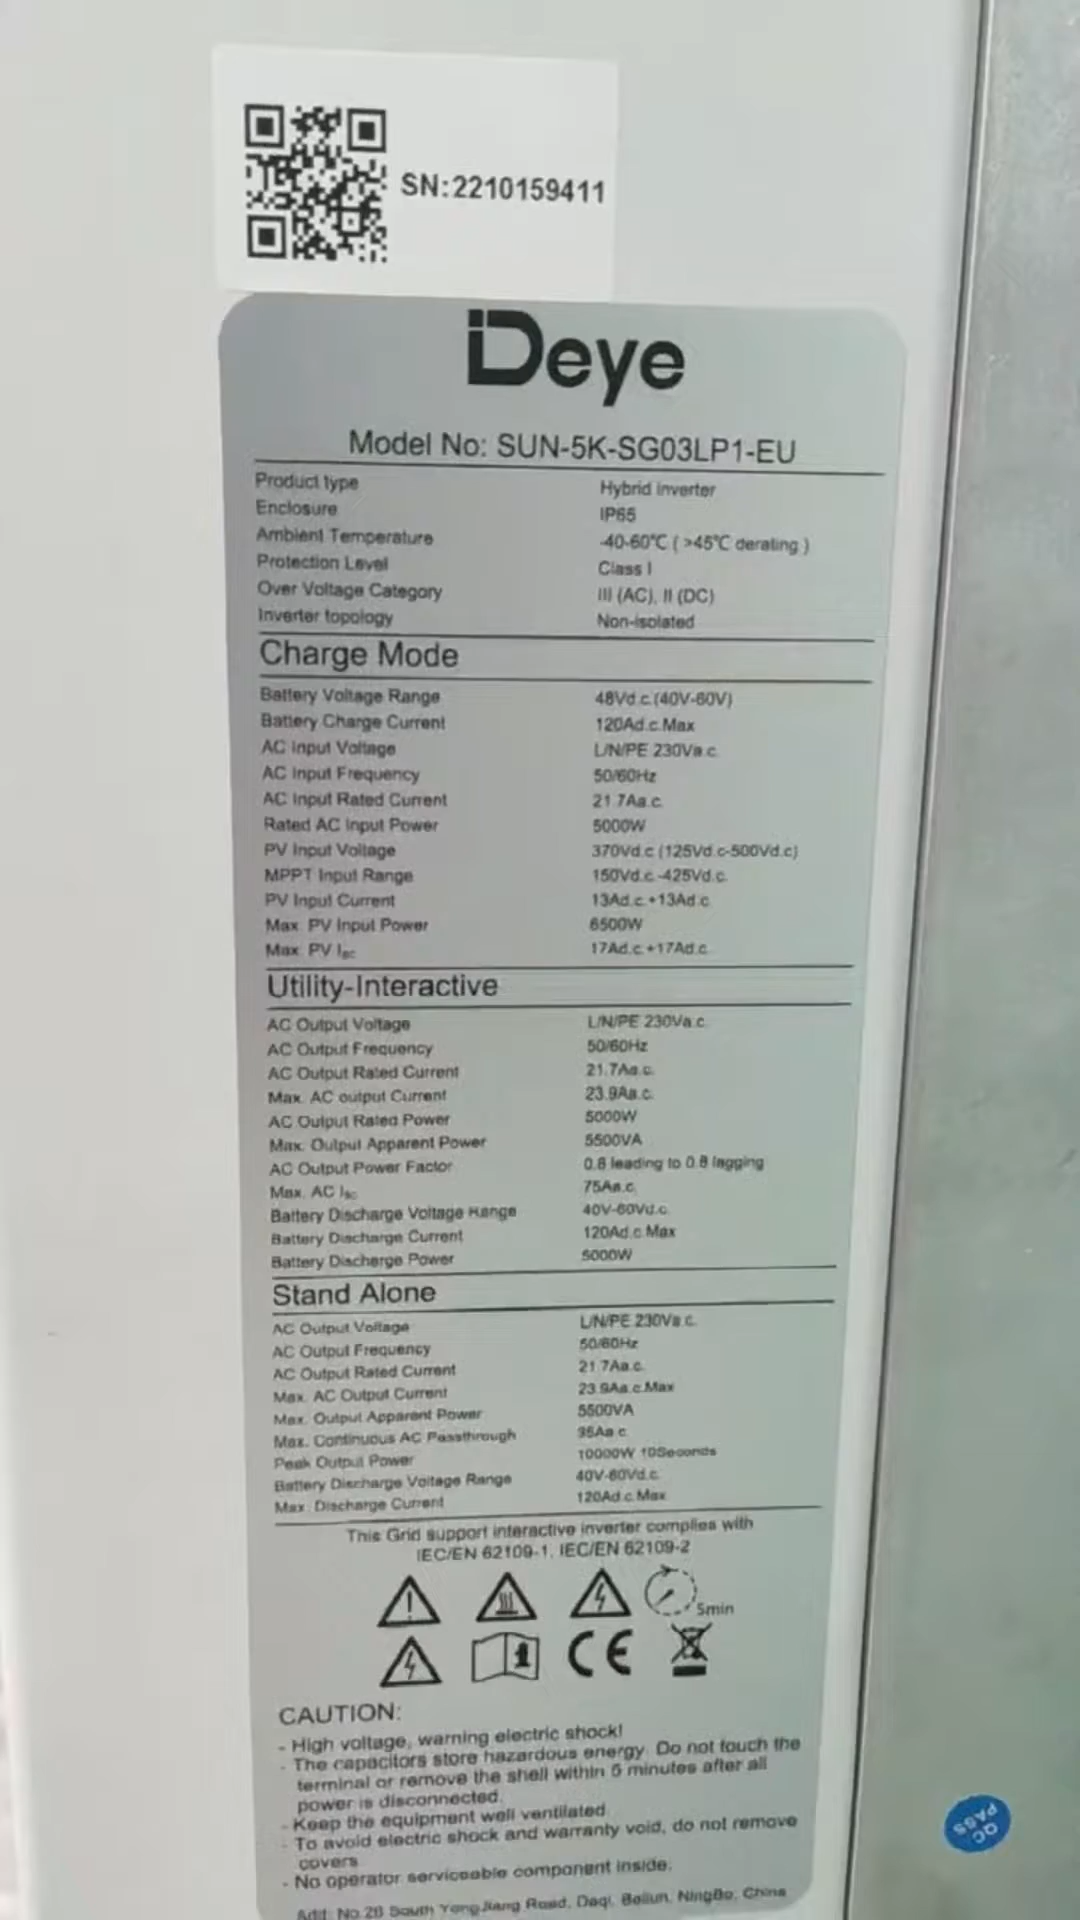 SN:2210159411
Deye
Model No: SUN-5K-SG03LP1-EU
Product type Hybrid inverter
Enclosure IP65
Ambient Temperature -40-60℃ ( >45℃ derating )
Protection Level Class I
Over Voltage Category III (AC), II (DC)
Inverter topology Non-isolated
Charge Mode
Battery Voltage Range 48Vd.c.(40V-60V)
Battery Charge Current 120Ad.c.Max
AC Input Voltage L/N/PE 230Va.c.
AC Input Frequency 50/60Hz
AC Input Rated Current 21.7Aa.c.
Rated AC Input Power 5000W
PV Input Voltage 370Vd.c.(125Vd.c-500Vd.c)
MPPT Input Range 150Vd.c.-425Vd.c.
PV Input Current 13Ad.c.+13Ad.c.
Max. PV Input Power 6500W
Max. PV Isc 17Ad.c.+17Ad.c.
Utility-Interactive
AC Output Voltage L/N/PE 230Va.c.
AC Output Frequency 50/60Hz
AC Output Rated Current 21.7Aa.c.
Max. AC output Current 23.9Aa.c.
AC Output Rated Power 5000W
Max. Output Apparent Power 5500VA
AC Output Power Factor 0.8 leading to 0.8 lagging
Max. AC Isc 75Aa.c.
Battery Discharge Voltage Range 40V-60Vd.c.
Battery Discharge Current 120Ad.c.Max
Battery Discharge Power 5000W
Stand Alone
AC Output Voltage L/N/PE 230Va.c.
AC Output Frequency 50/60Hz
AC Output Rated Current 21.7Aa.c.
Max. AC Output Current 23.9Aa.c.Max
Max. Output Apparent Power 5500VA
Max. Continuous AC Passthrough 35Aa.c.
Peak Output Power 10000W 10Seconds
Battery Discharge Voltage Range 40V-60Vd.c.
Max. Discharge Current 120Ad.c.Max
This Grid support interactive inverter complies with
IEC/EN 62109-1, IEC/EN 62109-2
5min
CE
CAUTION:
- High voltage, warning electric shock!
- The capacitors store hazardous energy. Do not touch the
terminal or remove the shell within 5 minutes after all
power is disconnected.
- Keep the equipment well ventilated.
- To avoid electric shock and warranty void, do not remove
covers.
- No operator serviceable component inside.
Add: No.26 South YongJiang Road, Daqi, Beilun, NingBo, China
QC
PASS